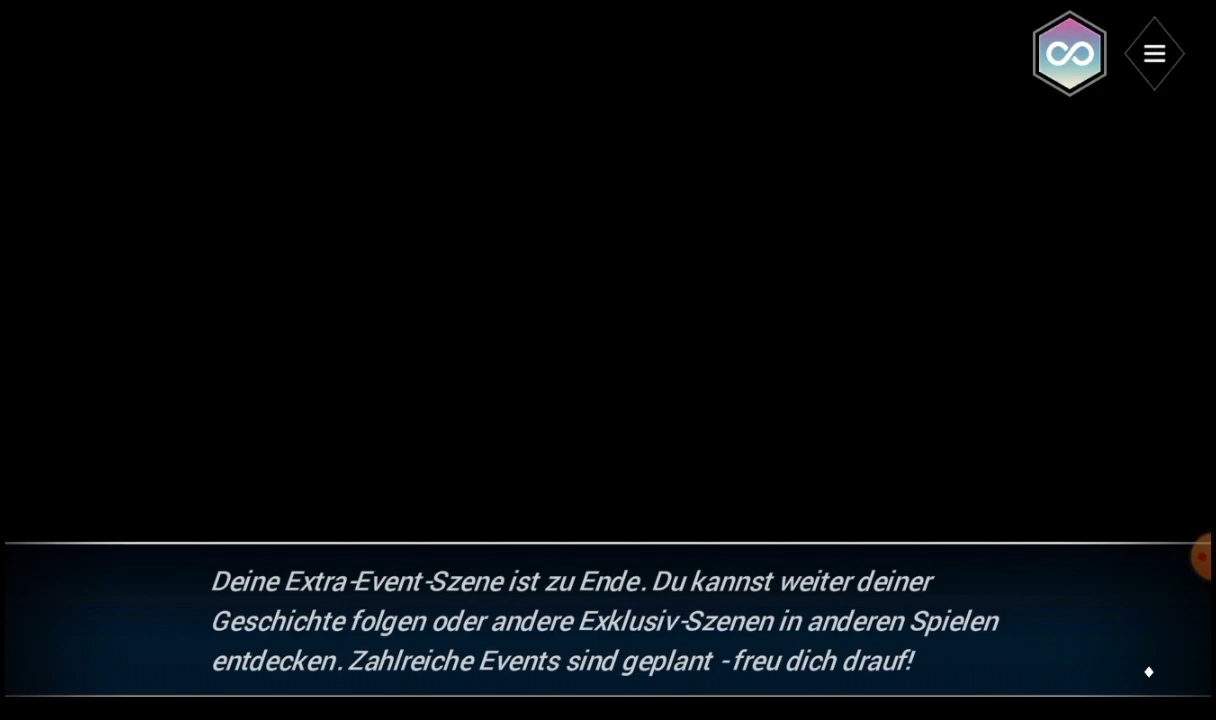 Deine Extra-Event-Szene ist zu Ende. Du kannst weiter deiner
Geschichte folgen oder andere Exklusiv-Szenen in anderen Spielen
entdecken. Zahlreiche Events sind geplant - freu dich drauf!